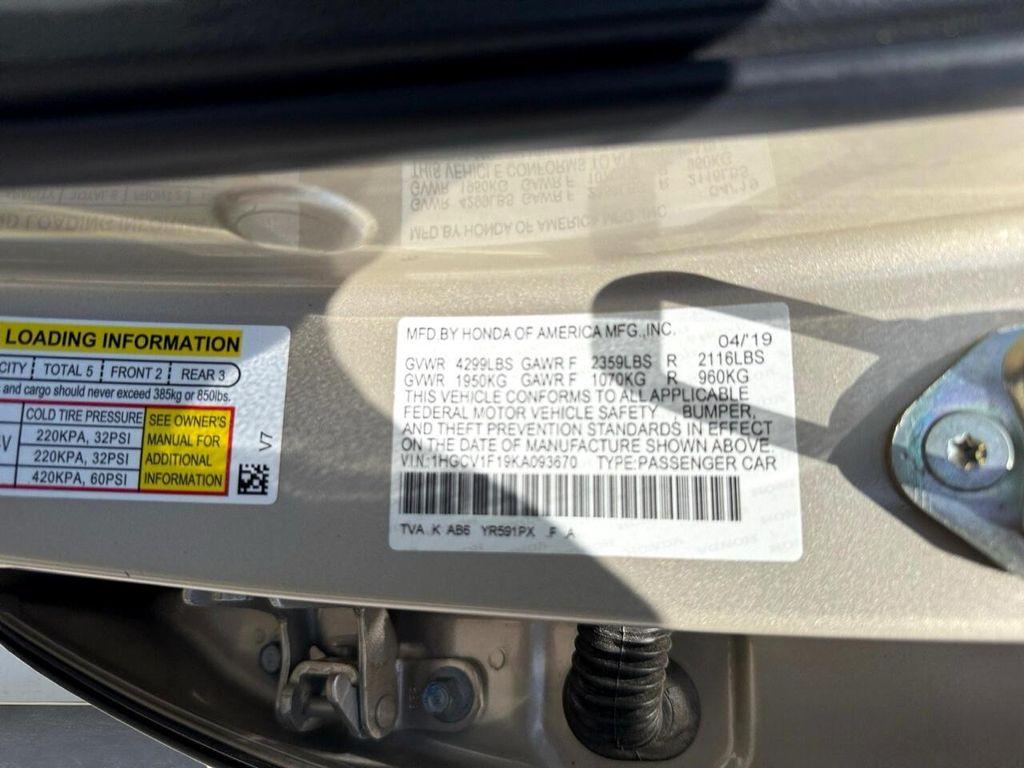 LOADING INFORMATION
CITY TOTAL 5 FRONT 2 REAR 3
and cargo should never exceed 385kg or 850lbs.
COLD TIRE PRESSURE
220KPA, 32PSI
220KPA, 32PSI
420KPA, 60PSI
SEE OWNER'S
MANUAL FOR
ADDITIONAL
INFORMATION
V7
MFD.BY HONDA OF AMERICA MFG.,INC.
04/'19
GVWR 4299LBS GAWR F 2359LBS R 2116LBS
GVWR 1950KG GAWR F 1070KG R 960KG
THIS VEHICLE CONFORMS TO ALL APPLICABLE
FEDERAL MOTOR VEHICLE SAFETY, BUMPER,
AND THEFT PREVENTION STANDARDS IN EFFECT
ON THE DATE OF MANUFACTURE SHOWN ABOVE.
V.I.N.:1HGCV1F19KA093670 TYPE:PASSENGER CAR
TVA K AB6 YR591PX F A